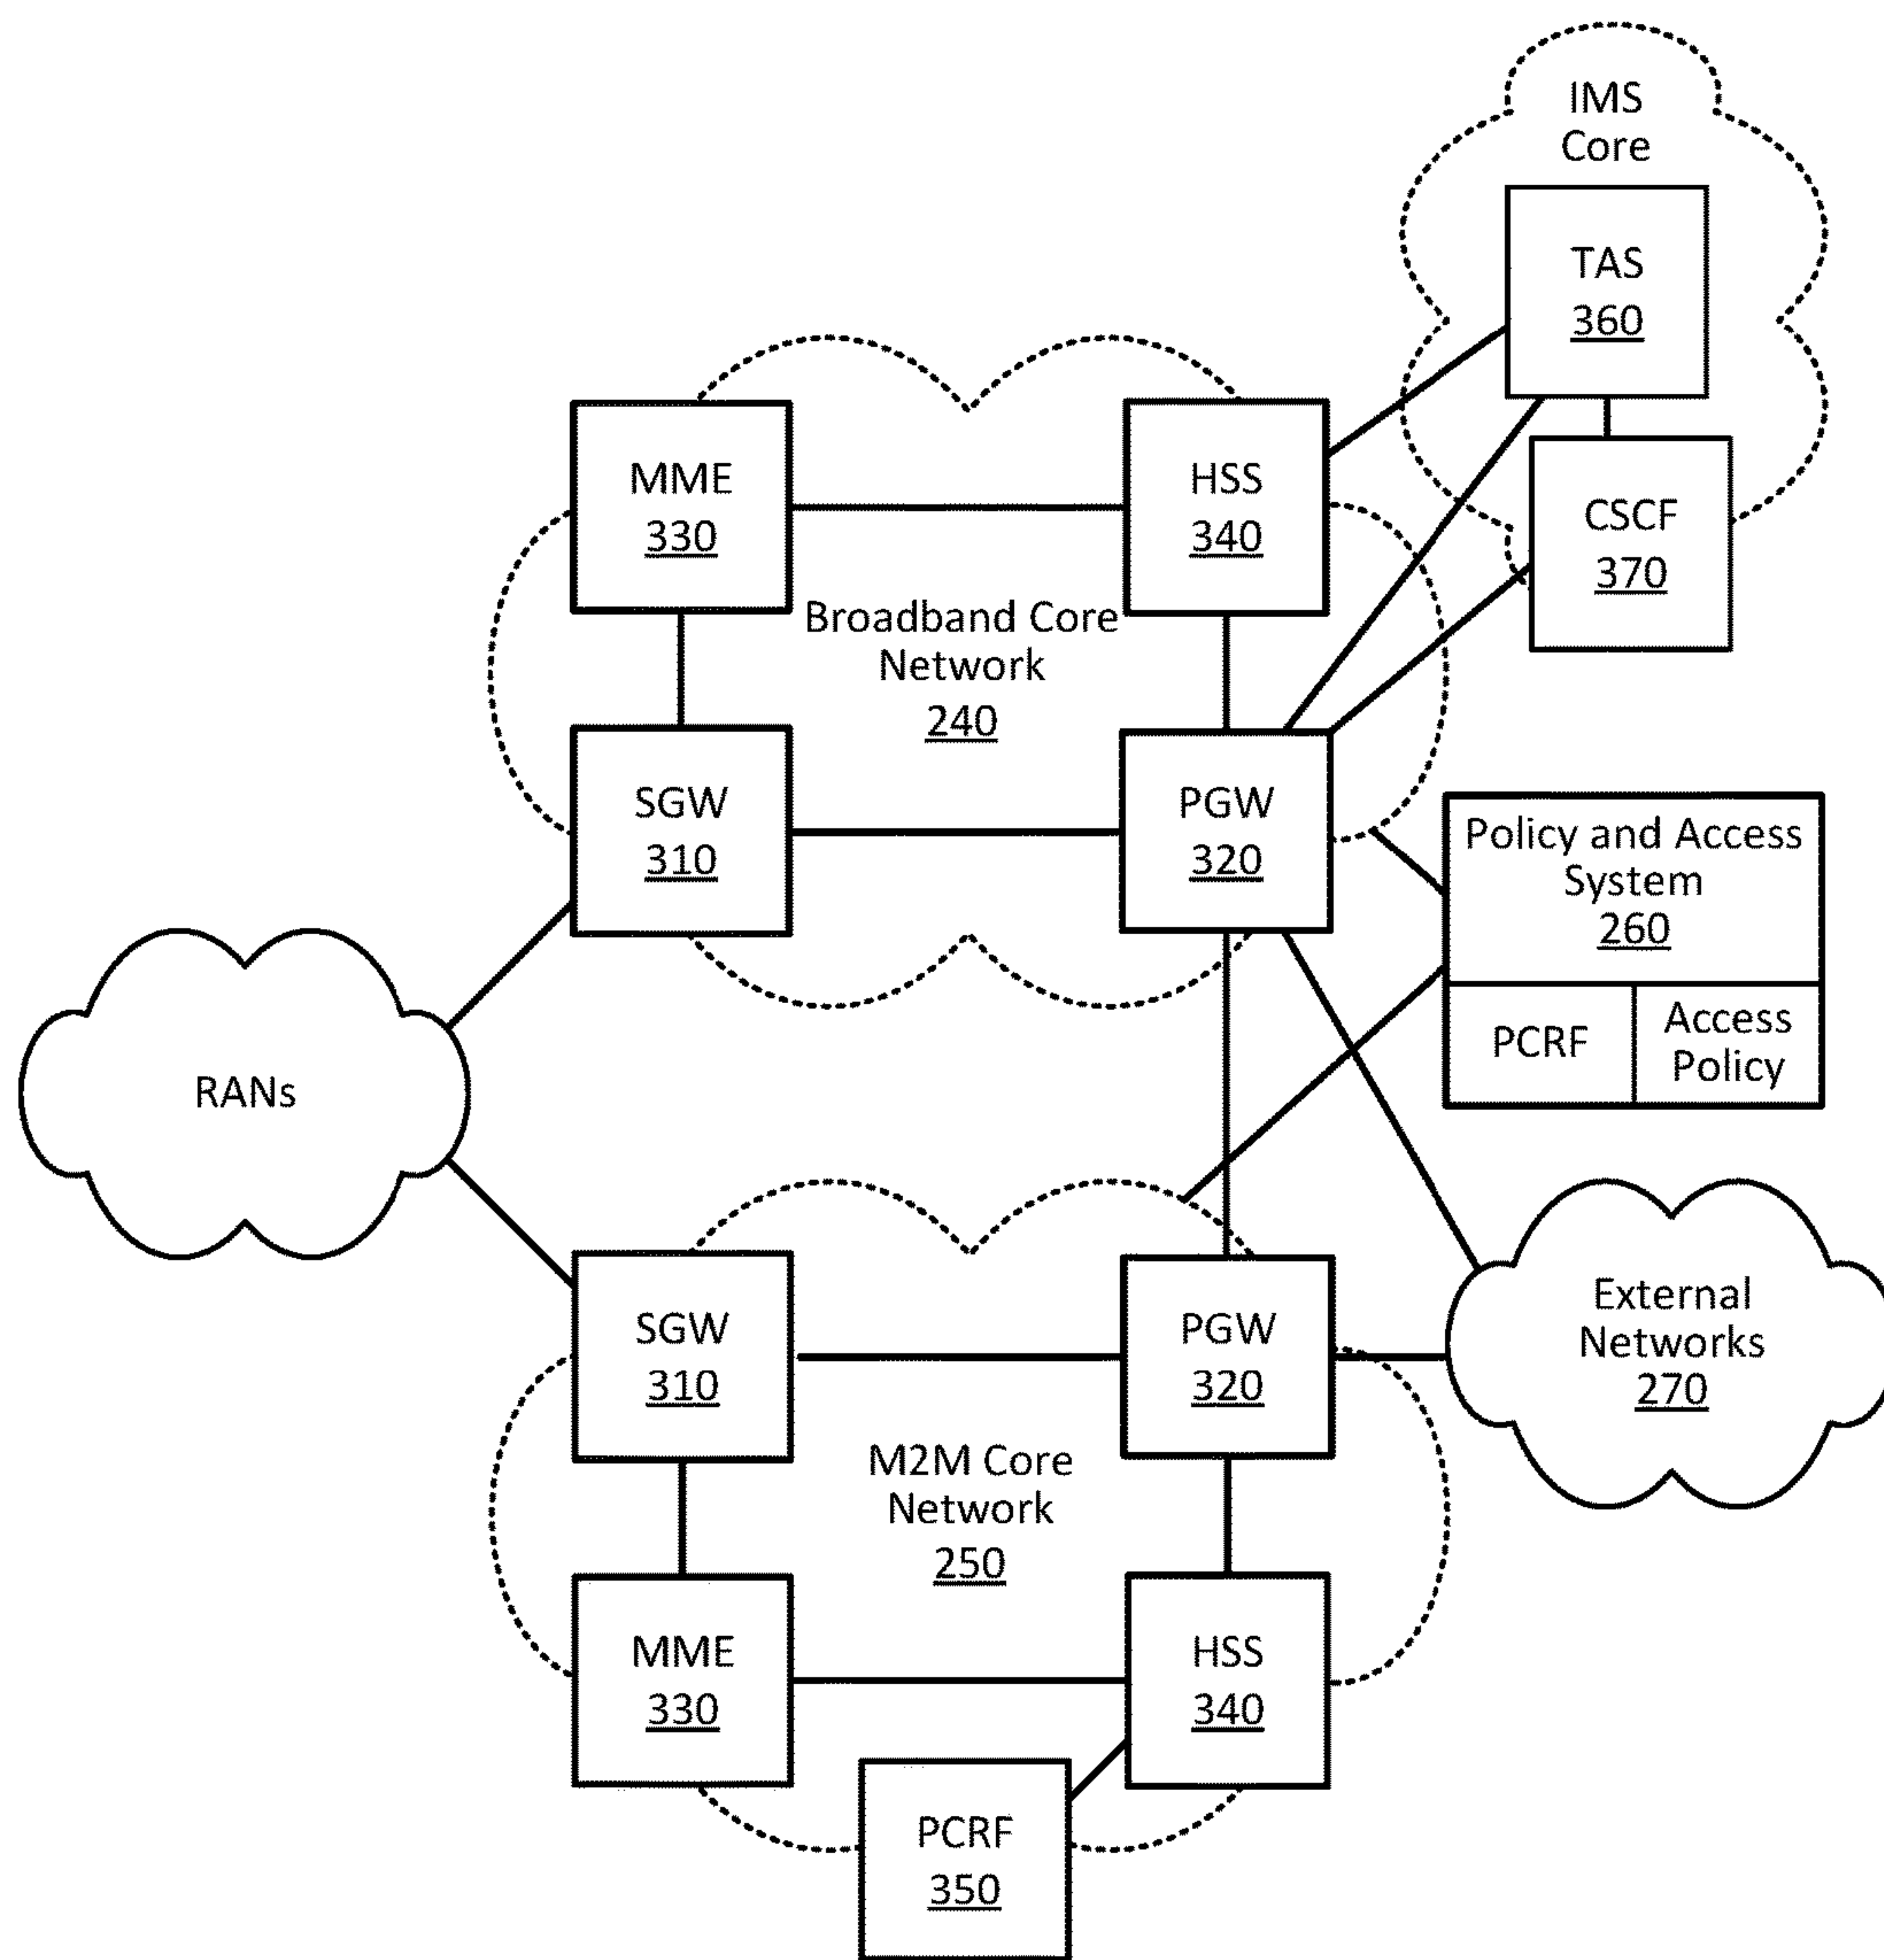 IMS
Core
TAS
360
MME
330
HSS
340
CSCF
370
Broadband Core
Network
240
SGW
310
PGW
320
Policy and Access
System
260
PCRF
Access
Policy
RANs
SGW
310
PGW
320
External
Networks
270
M2M Core
Network
250
MME
330
HSS
340
PCRF
350